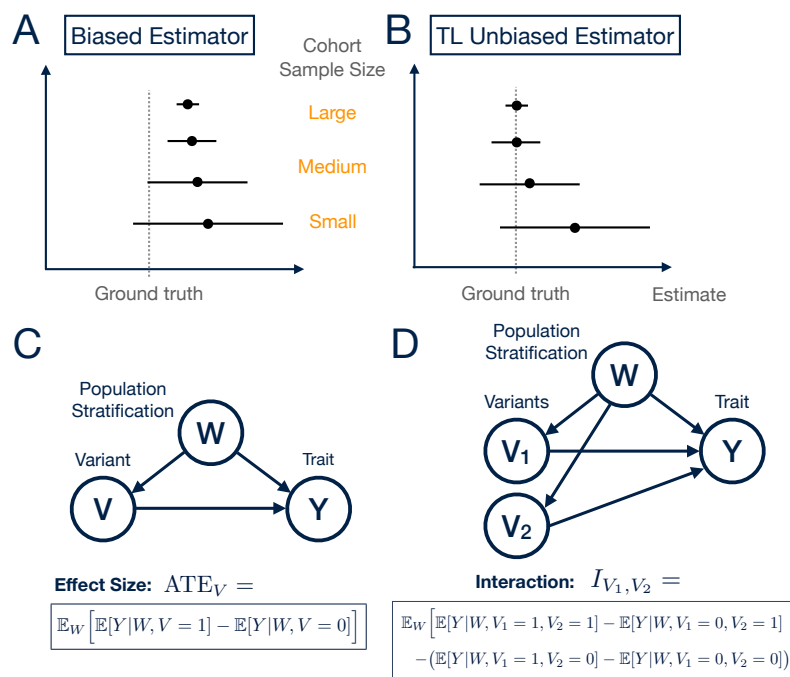 A
Biased Estimator
Cohort
Sample Size
B
TL Unbiased Estimator
Large
Medium
Small
Ground truth
Ground truth
Estimate
C
Population
Stratification
W
Variant
Trait
V
Y
Effect Size: ATE_V =
𝔼_W[𝔼[Y|W, V = 1] − 𝔼[Y|W, V = 0]]
D
Population
Stratification
W
Variants
Trait
V₁
Y
V₂
Interaction: I_{V₁,V₂} =
𝔼_W[𝔼[Y|W, V₁ = 1, V₂ = 1] − 𝔼[Y|W, V₁ = 0, V₂ = 1]
−(𝔼[Y|W, V₁ = 1, V₂ = 0] − 𝔼[Y|W, V₁ = 0, V₂ = 0])